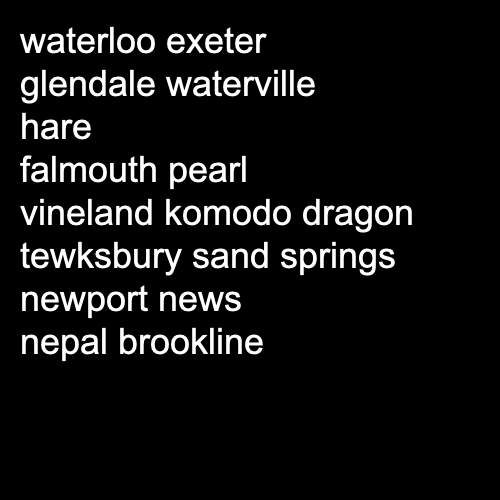 waterloo exeter
glendale waterville
hare
falmouth pearl
vineland komodo dragon
tewksbury sand springs
newport news
nepal brookline